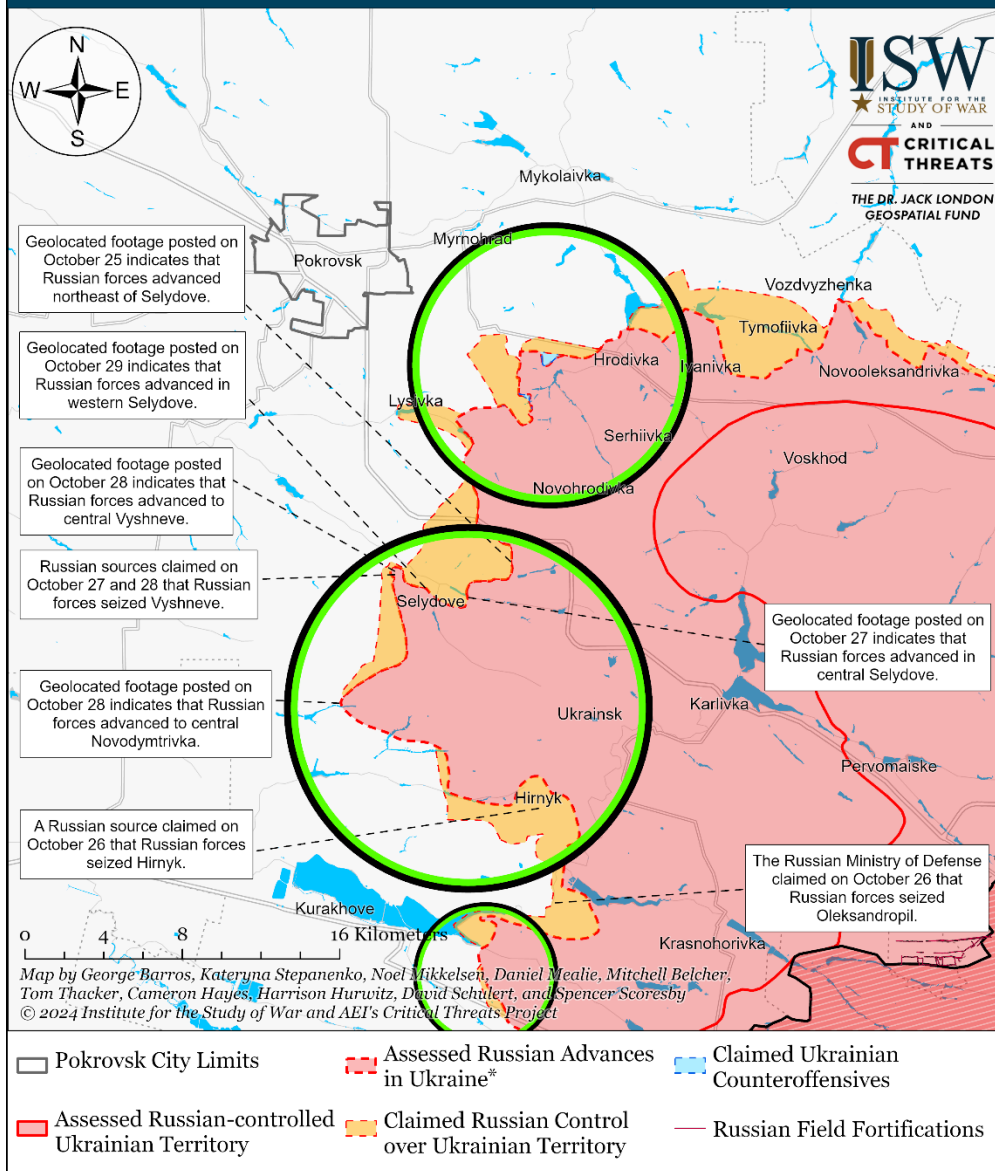 N
W E
S
ISW
INSTITUTE FOR THE
STUDY OF WAR
AND
CT CRITICAL
THREATS
THE DR. JACK LONDON
GEOSPATIAL FUND
Mykolaivka
Myrnohrad
Pokrovsk
Geolocated footage posted on
October 25 indicates that
Russian forces advanced
northeast of Selydove.
Vozdvyzhenka
Tymofiivka
Hrodivka
Ivanivka
Novooleksandrivka
Geolocated footage posted on
October 29 indicates that
Russian forces advanced in
western Selydove.
Lysivka
Serhiivka
Voskhod
Novohrodivka
Geolocated footage posted
on October 28 indicates that
Russian forces advanced to
central Vyshneve.
Russian sources claimed on
October 27 and 28 that Russian
forces seized Vyshneve.
Selydove
Geolocated footage posted on
October 27 indicates that
Russian forces advanced in
central Selydove.
Geolocated footage posted on
October 28 indicates that Russian
forces advanced to central
Novodymtrivka.
Ukrainsk
Karlivka
Pervomaiske
Hirnyk
A Russian source claimed on
October 26 that Russian forces
seized Hirnyk.
The Russian Ministry of Defense
claimed on October 26 that
Russian forces seized
Oleksandropil.
Kurakhove
Krasnohorivka
0 4 8 16 Kilometers
Map by George Barros, Kateryna Stepanenko, Noel Mikkelsen, Daniel Mealie, Mitchell Belcher,
Tom Thacker, Cameron Hayes, Harrison Hurwitz, David Schulert, and Spencer Scoresby
© 2024 Institute for the Study of War and AEI's Critical Threats Project
Pokrovsk City Limits
Assessed Russian Advances
in Ukraine*
Claimed Ukrainian
Counteroffensives
Assessed Russian-controlled
Ukrainian Territory
Claimed Russian Control
over Ukrainian Territory
Russian Field Fortifications